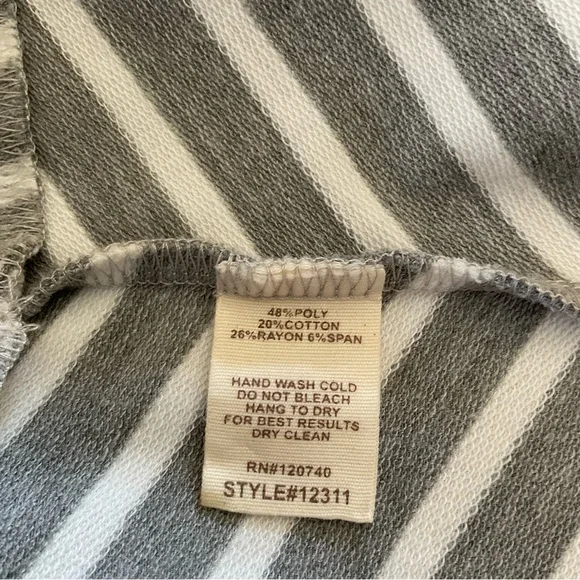 48%POLY
20%COTTON
26%RAYON 6%SPAN
HAND WASH COLD
DO NOT BLEACH
HANG TO DRY
FOR BEST RESULTS
DRY CLEAN
RN#120740
STYLE#12311